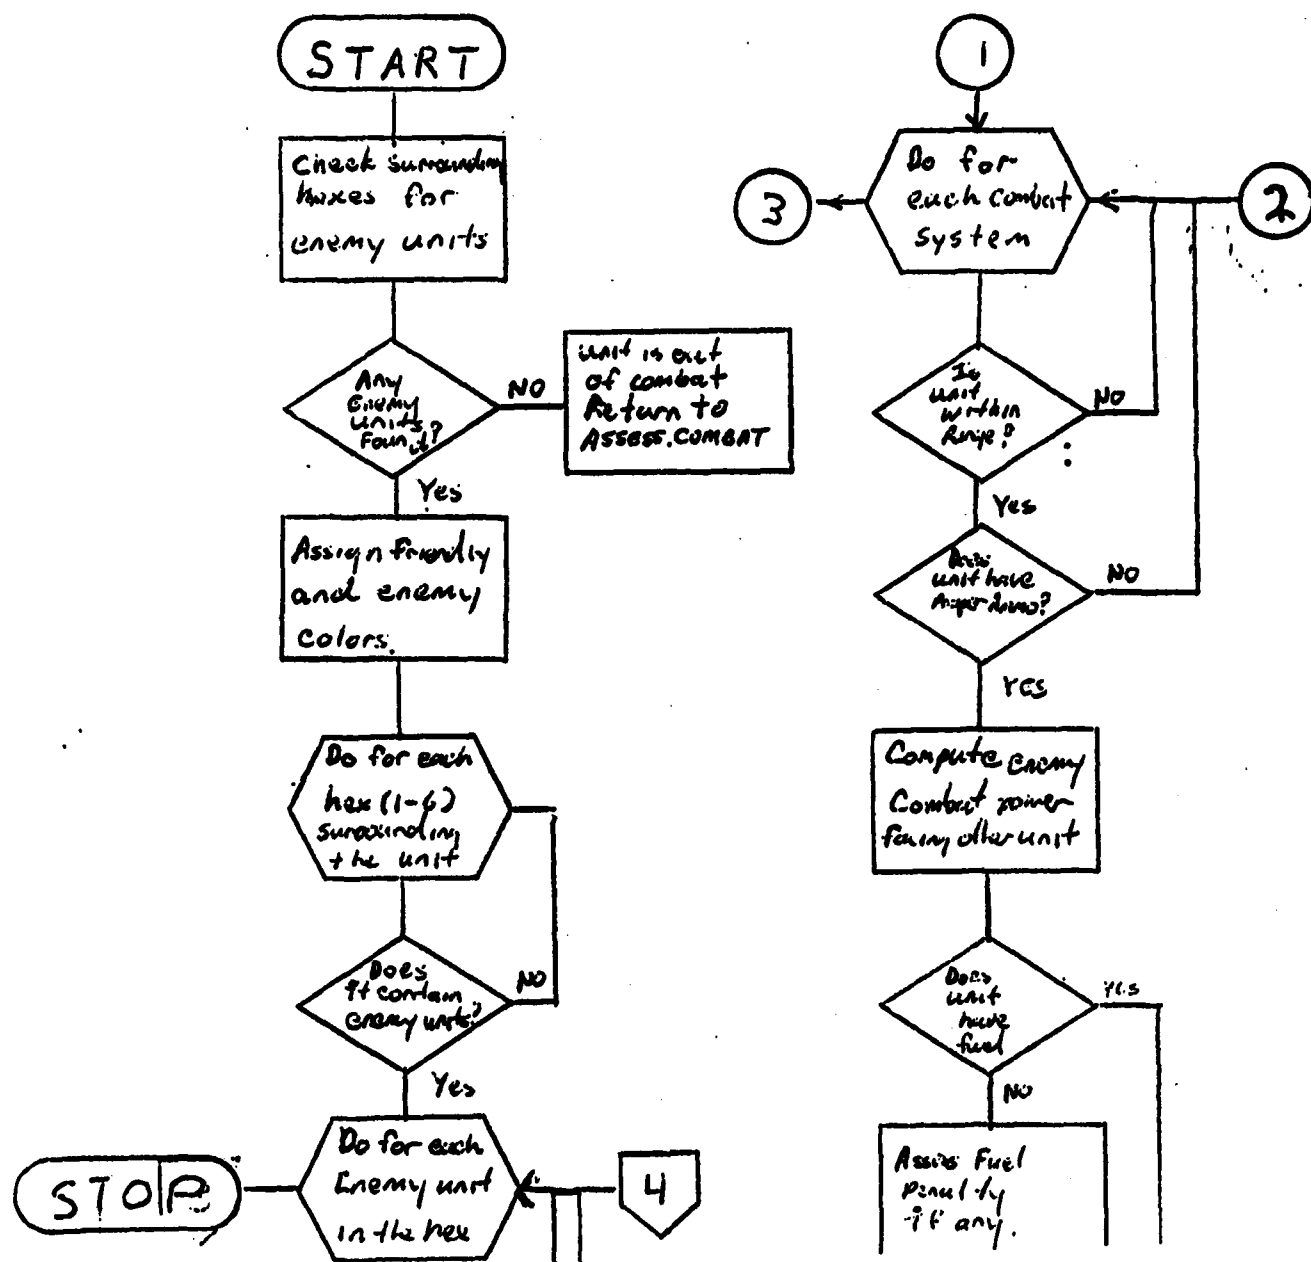 START
Check surrounding
hexes for
enemy units
Any
Enemy
units
Found?
NO
Unit is out
of combat
Return to
ASSESS.COMBAT
Yes
Assign friendly
and enemy
Colors.
Do for each
hex (1-6)
surrounding
the unit
Does
it contain
enemy units?
NO
Yes
Do for each
Enemy unit
in the hex
STOP
4
1
Do for
each combat
system
3
2
Is
unit
within
Range?
NO
Yes
Does
unit have
Ammo?
NO
Yes
Compute Enemy
Combat power
facing other unit
Does
unit
have
fuel
Yes
NO
Assess Fuel
Penalty
if any.